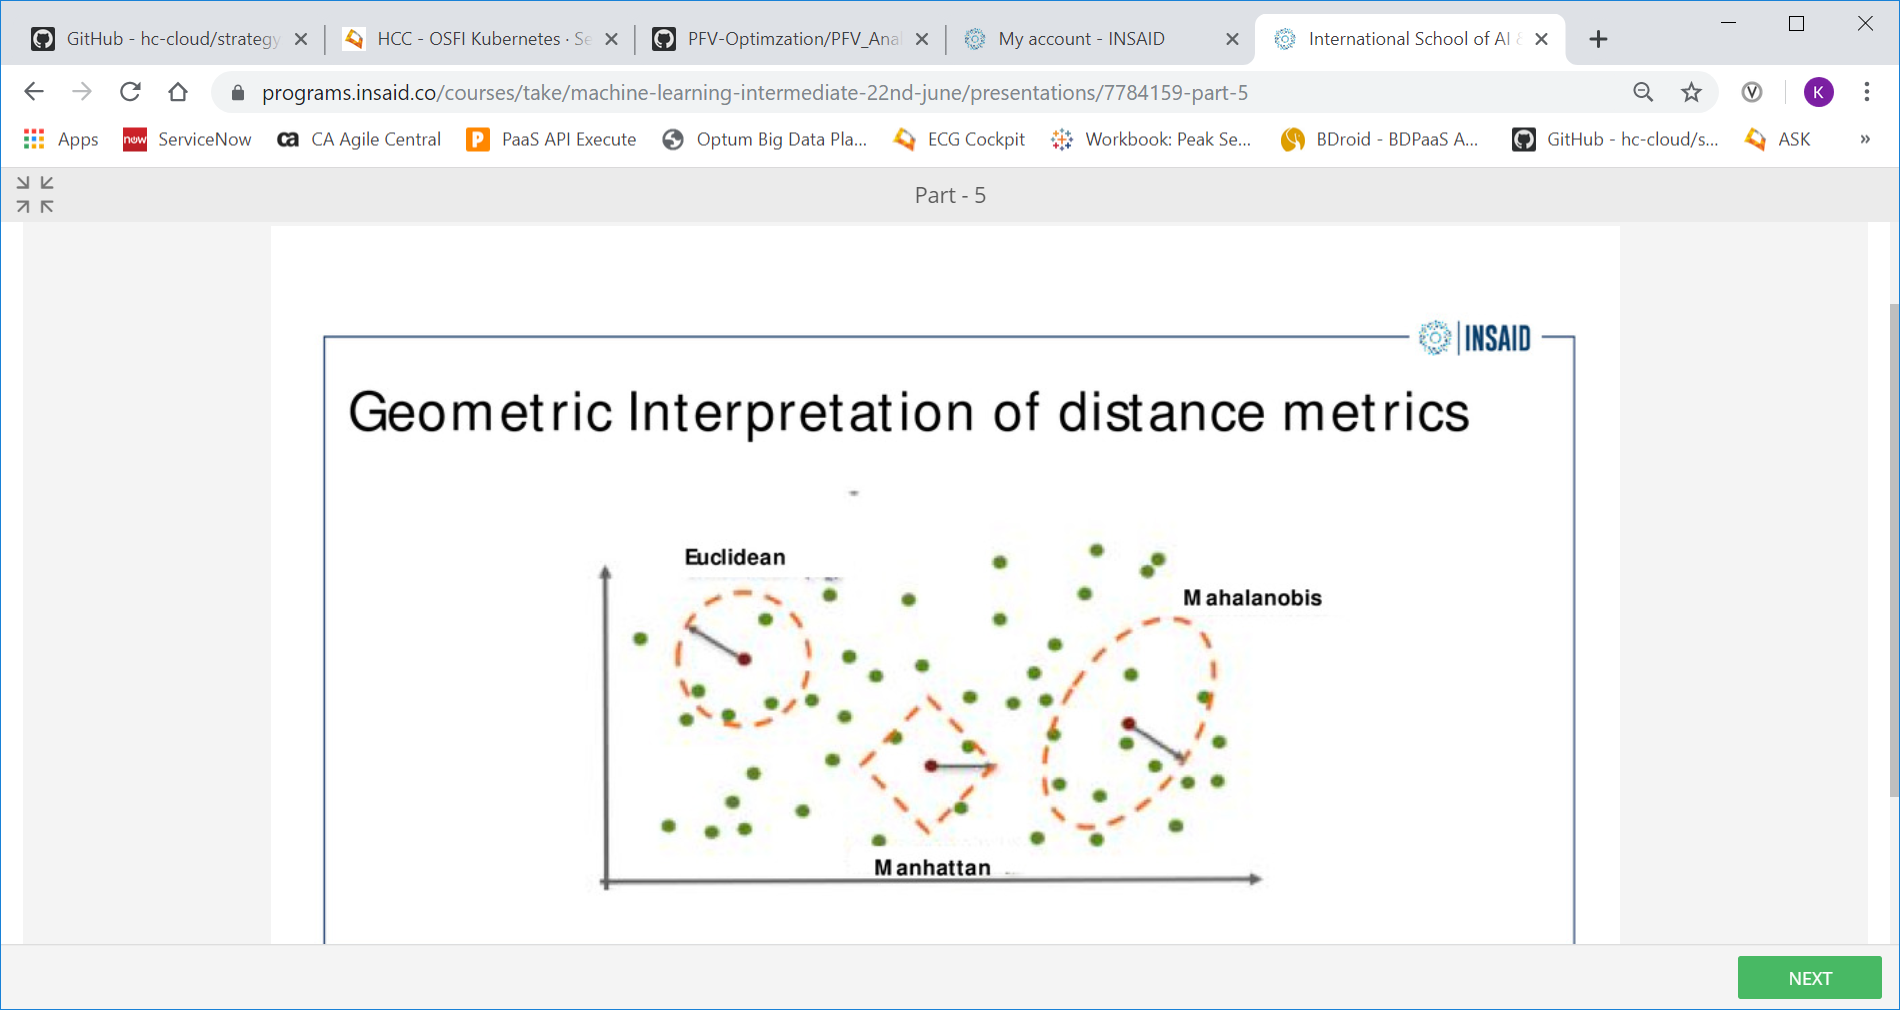 GitHub - hc-cloud/strategy
HCC - OSFI Kubernetes · Se
PFV-Optimzation/PFV_Anal
My account - INSAID
International School of AI &
programs.insaid.co/courses/take/machine-learning-intermediate-22nd-june/presentations/7784159-part-5
K
Apps
now ServiceNow
ca CA Agile Central
P PaaS API Execute
Optum Big Data Pla...
ECG Cockpit
Workbook: Peak Se...
BDroid - BDPaaS A...
GitHub - hc-cloud/s...
ASK
»
Part - 5
INSAID
Geometric Interpretation of distance metrics
Euclidean
Mahalanobis
Manhattan
NEXT